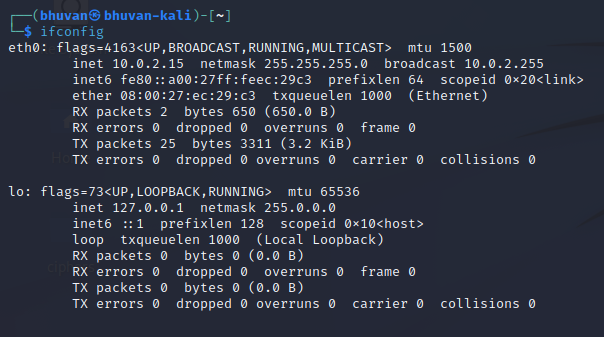 ┌──(bhuvan㉿bhuvan-kali)-[~]
└─$ ifconfig
eth0: flags=4163<UP,BROADCAST,RUNNING,MULTICAST>  mtu 1500
        inet 10.0.2.15  netmask 255.255.255.0  broadcast 10.0.2.255
        inet6 fe80::a00:27ff:feec:29c3  prefixlen 64  scopeid 0×20<link>
        ether 08:00:27:ec:29:c3  txqueuelen 1000  (Ethernet)
        RX packets 2  bytes 650 (650.0 B)
        RX errors 0  dropped 0  overruns 0  frame 0
        TX packets 25  bytes 3311 (3.2 KiB)
        TX errors 0  dropped 0 overruns 0  carrier 0  collisions 0

lo: flags=73<UP,LOOPBACK,RUNNING>  mtu 65536
        inet 127.0.0.1  netmask 255.0.0.0
        inet6 ::1  prefixlen 128  scopeid 0×10<host>
        loop  txqueuelen 1000  (Local Loopback)
        RX packets 0  bytes 0 (0.0 B)
        RX errors 0  dropped 0  overruns 0  frame 0
        TX packets 0  bytes 0 (0.0 B)
        TX errors 0  dropped 0 overruns 0  carrier 0  collisions 0